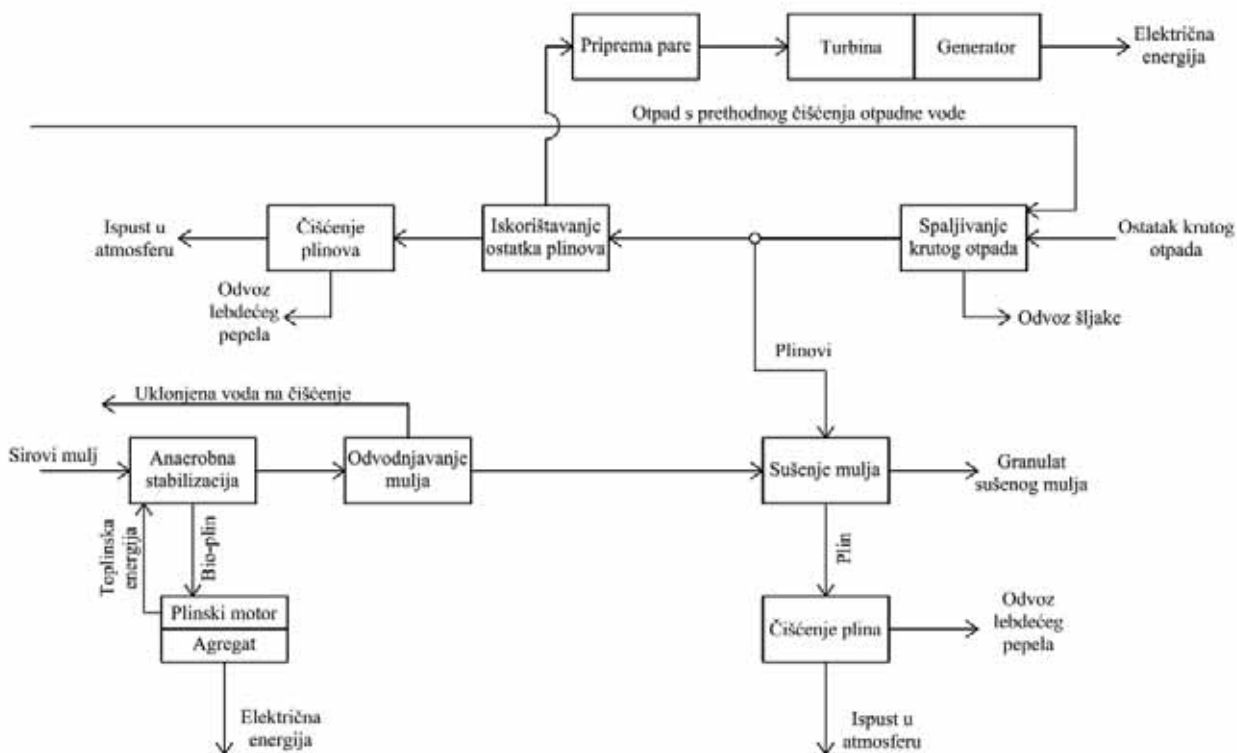 Priprema pare
Turbina
Generator
Električna
energija
Otpad s prethodnog čišćenja otpadne vode
Ispust u
atmosferu
Čišćenje
plinova
Iskorištavanje
ostatka plinova
Spaljivanje
krutog otpada
Ostatak krutog
otpada
Odvoz
lebdećeg
pepela
Odvoz šljake
Plinovi
Uklonjena voda na čišćenje
Sirovi mulj
Anaerobna
stabilizacija
Odvodnjavanje
mulja
Sušenje mulja
Granulat
sušenog mulja
Toplinska
energija
Bio-plin
Plin
Plinski motor
Agregat
Čišćenje plina
Odvoz
lebdećeg
pepela
Električna
energija
Ispust u
atmosferu